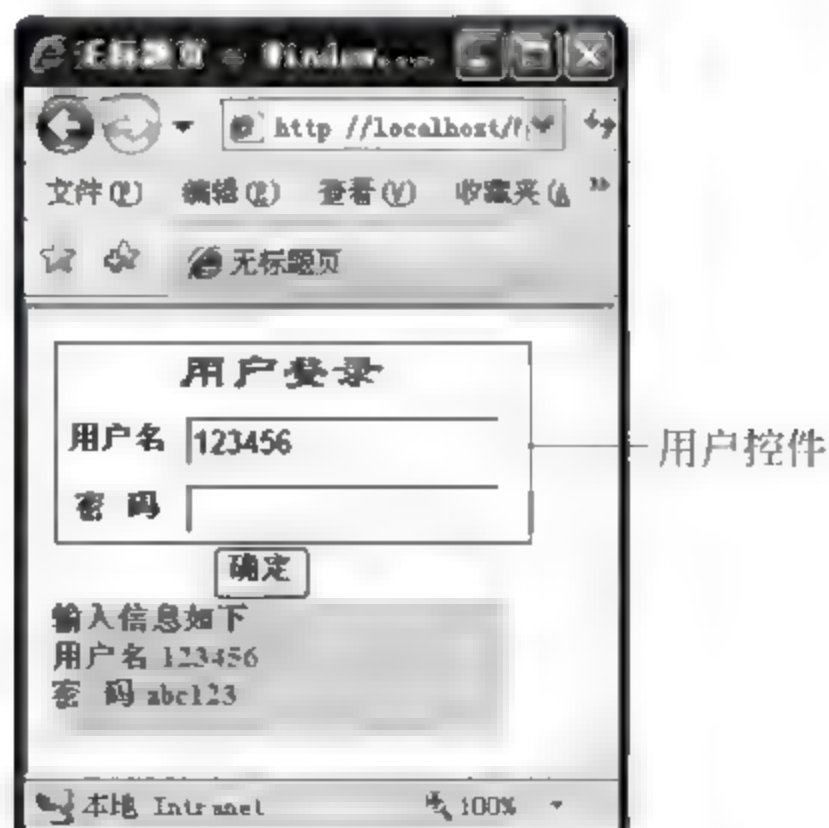 无标题页 - Window...
http //localhost/
文件(F) 编辑(E) 查看(V) 收藏夹(A »
无标题页
用户登录
用户名 123456
用户控件
密 码
确定
输入信息如下
用户名 123456
密 码 abc123
本地 Intranet 100%